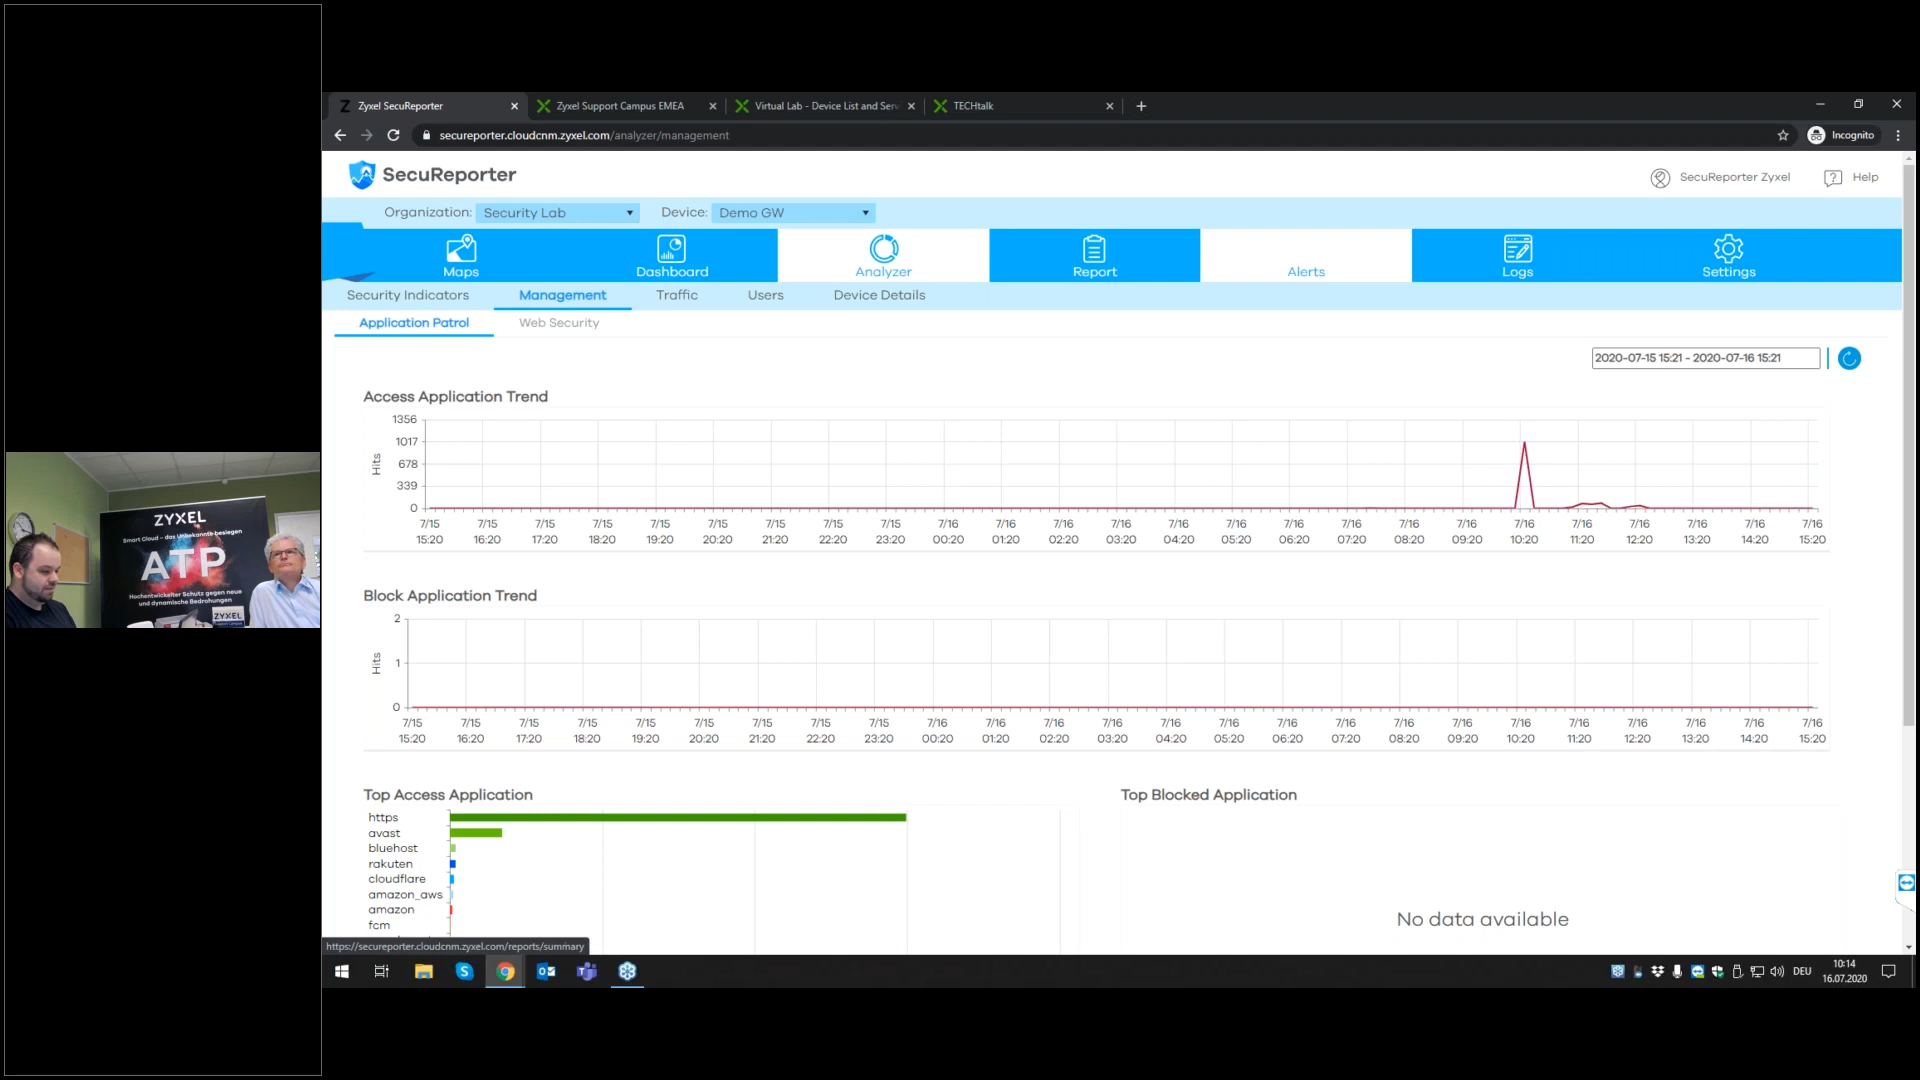 Zyxel SecuReporter
Zyxel Support Campus EMEA
Virtual Lab - Device List and Serv
TECHtalk
secureporter.cloudcnm.zyxel.com/analyzer/management
Incognito
SecuReporter
SecuReporter Zyxel
Help
Organization: Security Lab
Device: Demo GW
Maps
Dashboard
Analyzer
Report
Alerts
Logs
Settings
Security Indicators
Management
Traffic
Users
Device Details
Application Patrol
Web Security
2020-07-15 15:21 - 2020-07-16 15:21
Access Application Trend
Hits
1356
1017
678
339
0
7/15 7/15 7/15 7/15 7/15 7/15 7/15 7/15 7/15 7/16 7/16 7/16 7/16 7/16 7/16 7/16 7/16 7/16 7/16 7/16 7/16 7/16 7/16 7/16 7/16
15:20 16:20 17:20 18:20 19:20 20:20 21:20 22:20 23:20 00:20 01:20 02:20 03:20 04:20 05:20 06:20 07:20 08:20 09:20 10:20 11:20 12:20 13:20 14:20 15:20
Block Application Trend
Hits
2
1
0
7/15 7/15 7/15 7/15 7/15 7/15 7/15 7/15 7/15 7/16 7/16 7/16 7/16 7/16 7/16 7/16 7/16 7/16 7/16 7/16 7/16 7/16 7/16 7/16 7/16
15:20 16:20 17:20 18:20 19:20 20:20 21:20 22:20 23:20 00:20 01:20 02:20 03:20 04:20 05:20 06:20 07:20 08:20 09:20 10:20 11:20 12:20 13:20 14:20 15:20
Top Access Application
https
avast
bluehost
rakuten
cloudflare
amazon_aws
amazon
fcm
Top Blocked Application
No data available
https://secureporter.cloudcnm.zyxel.com/reports/summary
DEU
10:14
16.07.2020
ZYXEL
Smart Cloud – das Unbekannte besiegen
ATP
Hochentwickelter Schutz gegen neue
und dynamische Bedrohungen
ZYXEL